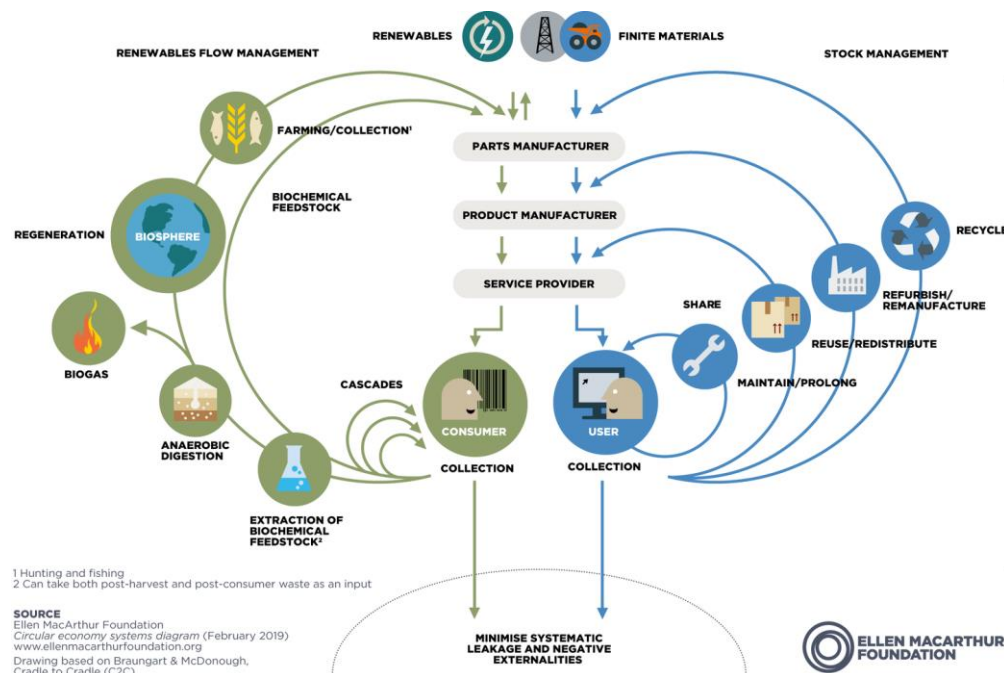 RENEWABLES
FINITE MATERIALS
RENEWABLES FLOW MANAGEMENT
STOCK MANAGEMENT
FARMING/COLLECTION¹
PARTS MANUFACTURER
BIOCHEMICAL
FEEDSTOCK
PRODUCT MANUFACTURER
REGENERATION
BIOSPHERE
RECYCLE
SERVICE PROVIDER
SHARE
REFURBISH/
REMANUFACTURE
REUSE/REDISTRIBUTE
BIOGAS
CASCADES
MAINTAIN/PROLONG
CONSUMER
USER
ANAEROBIC
DIGESTION
COLLECTION
COLLECTION
EXTRACTION OF
BIOCHEMICAL
FEEDSTOCK²
1 Hunting and fishing
2 Can take both post-harvest and post-consumer waste as an input
SOURCE
Ellen MacArthur Foundation
Circular economy systems diagram (February 2019)
www.ellenmacarthurfoundation.org
Drawing based on Braungart & McDonough,
Cradle to Cradle (C2C)
MINIMISE SYSTEMATIC
LEAKAGE AND NEGATIVE
EXTERNALITIES
ELLEN MACARTHUR
FOUNDATION